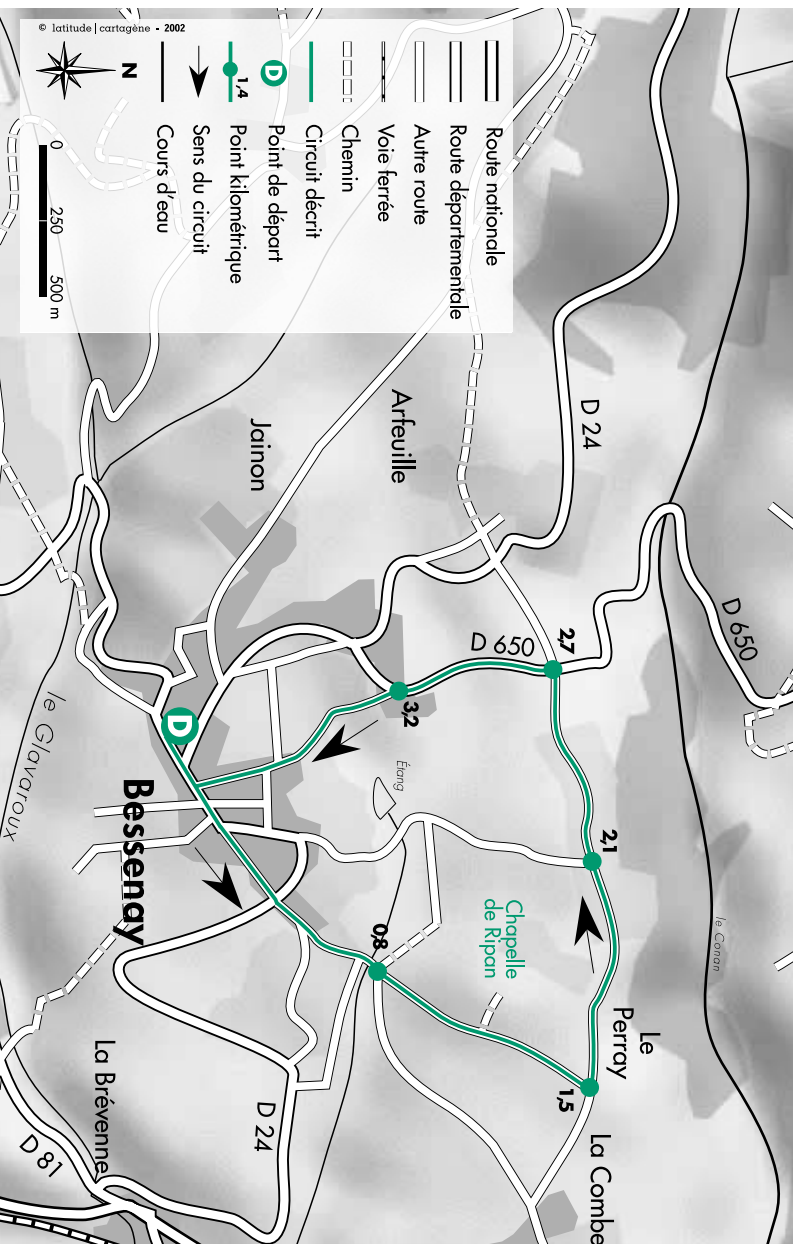 © latitude | cartagène - 2002
N
0
250
500 m
Route nationale
Route départementale
Autre route
Voie ferrée
Chemin
Circuit décrit
D
Point de départ
1,4
Point kilométrique
Sens du circuit
Cours d'eau
D 24
Arfeuille
Jainon
D 650
D 650
2,7
3,2
2,1
Étang
D
Bessenay
le Glavaroux
0,8
Chapelle
de Ripan
le Conan
Le
Perray
1,5
La Combe
D 24
La Brévenne
D 81